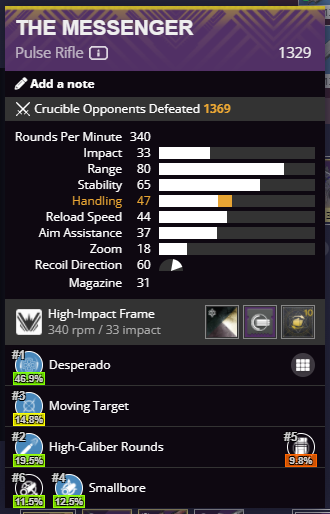 THE MESSENGER
Pulse Rifle 1329
Add a note
Crucible Opponents Defeated 1369
Rounds Per Minute 340
Impact 33
Range 80
Stability 65
Handling 47
Reload Speed 44
Aim Assistance 37
Zoom 18
Recoil Direction 60
Magazine 31
High-Impact Frame
340 rpm / 33 impact
10
#1
Desperado
46.9%
#3
Moving Target
14.8%
#2 #5
High-Caliber Rounds
19.5% 9.8%
#6 #4
Smallbore
11.5% 12.5%